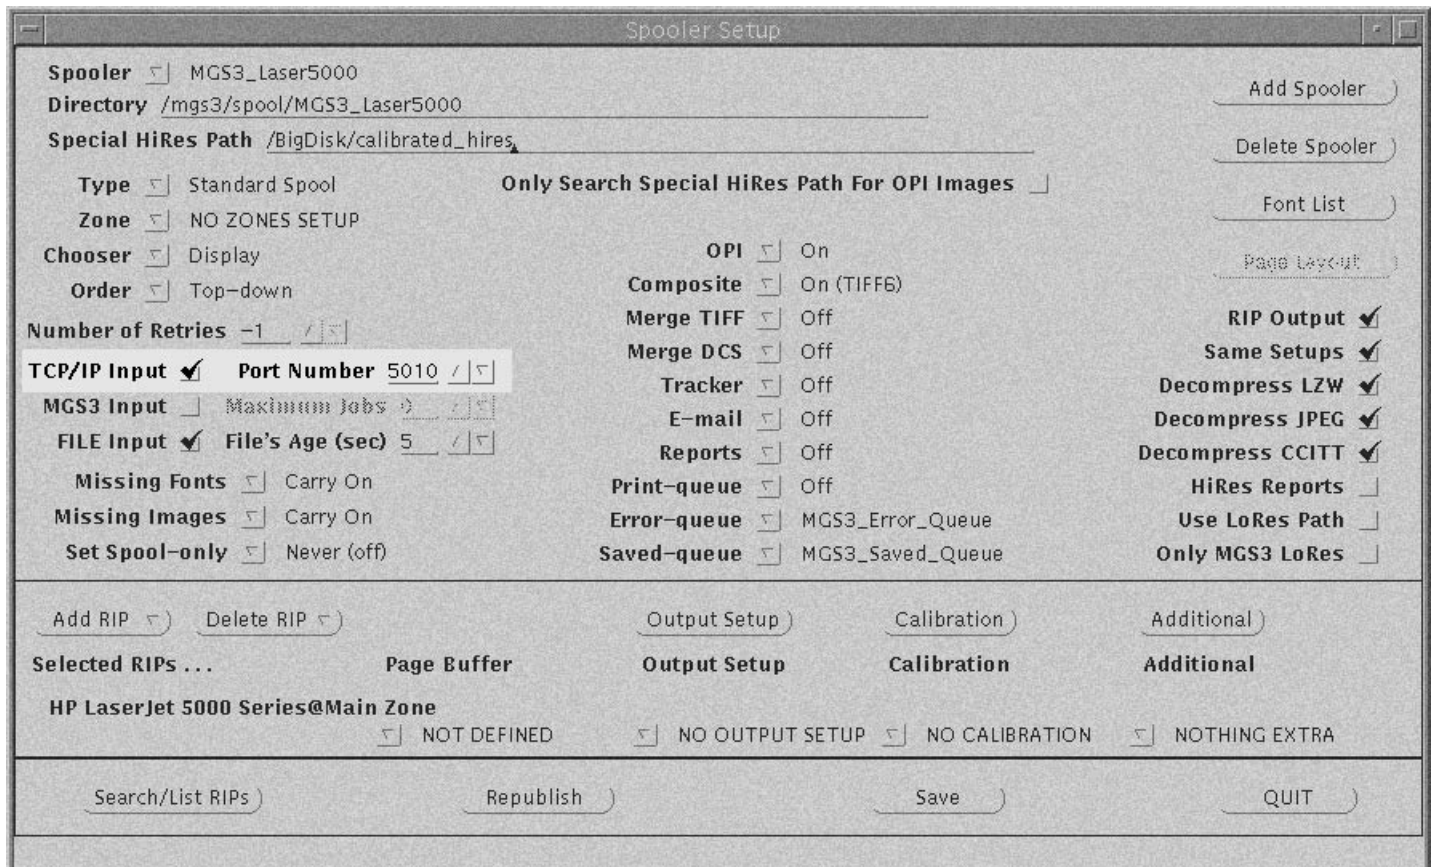 Spooler Setup
Spooler MGS3_Laser5000
Add Spooler
Directory /mgs3/spool/MGS3_Laser5000
Special HiRes Path /BigDisk/calibrated_hires
Delete Spooler
Type Standard Spool Only Search Special HiRes Path For OPI Images
Zone NO ZONES SETUP
Font List
Chooser Display OPI On
Page Layout
Order Top-down Composite On (TIFF6)
Number of Retries -1 Merge TIFF Off RIP Output
Merge DCS Off Same Setups
TCP/IP Input Port Number 5010
Tracker Off Decompress LZW
MGS3 Input Maximum Jobs 0
E-mail Off Decompress JPEG
FILE Input File's Age (sec) 5
Reports Off Decompress CCITT
Missing Fonts Carry On Print-queue Off HiRes Reports
Missing Images Carry On Error-queue MGS3_Error_Queue Use LoRes Path
Set Spool-only Never (off) Saved-queue MGS3_Saved_Queue Only MGS3 LoRes
Add RIP Delete RIP Output Setup Calibration Additional
Selected RIPs ... Page Buffer Output Setup Calibration Additional
HP LaserJet 5000 Series@Main Zone
NOT DEFINED NO OUTPUT SETUP NO CALIBRATION NOTHING EXTRA
Search/List RIPs Republish Save QUIT